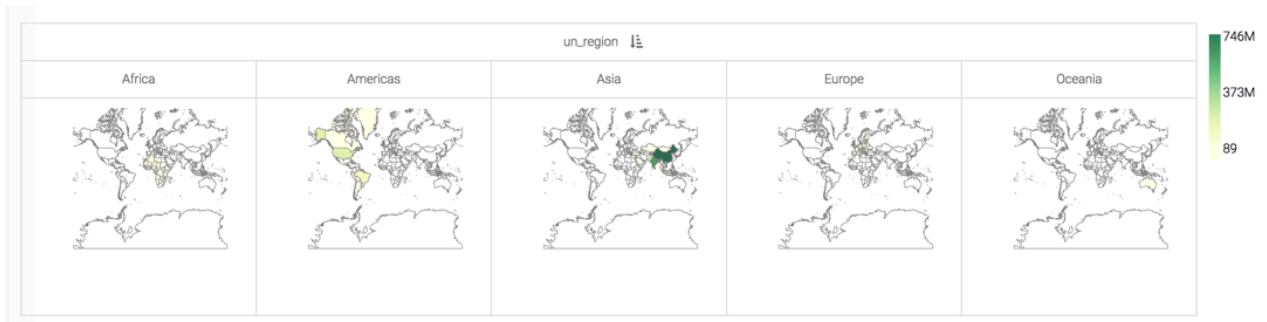 un_region
Africa
Americas
Asia
Europe
Oceania
746M
373M
89